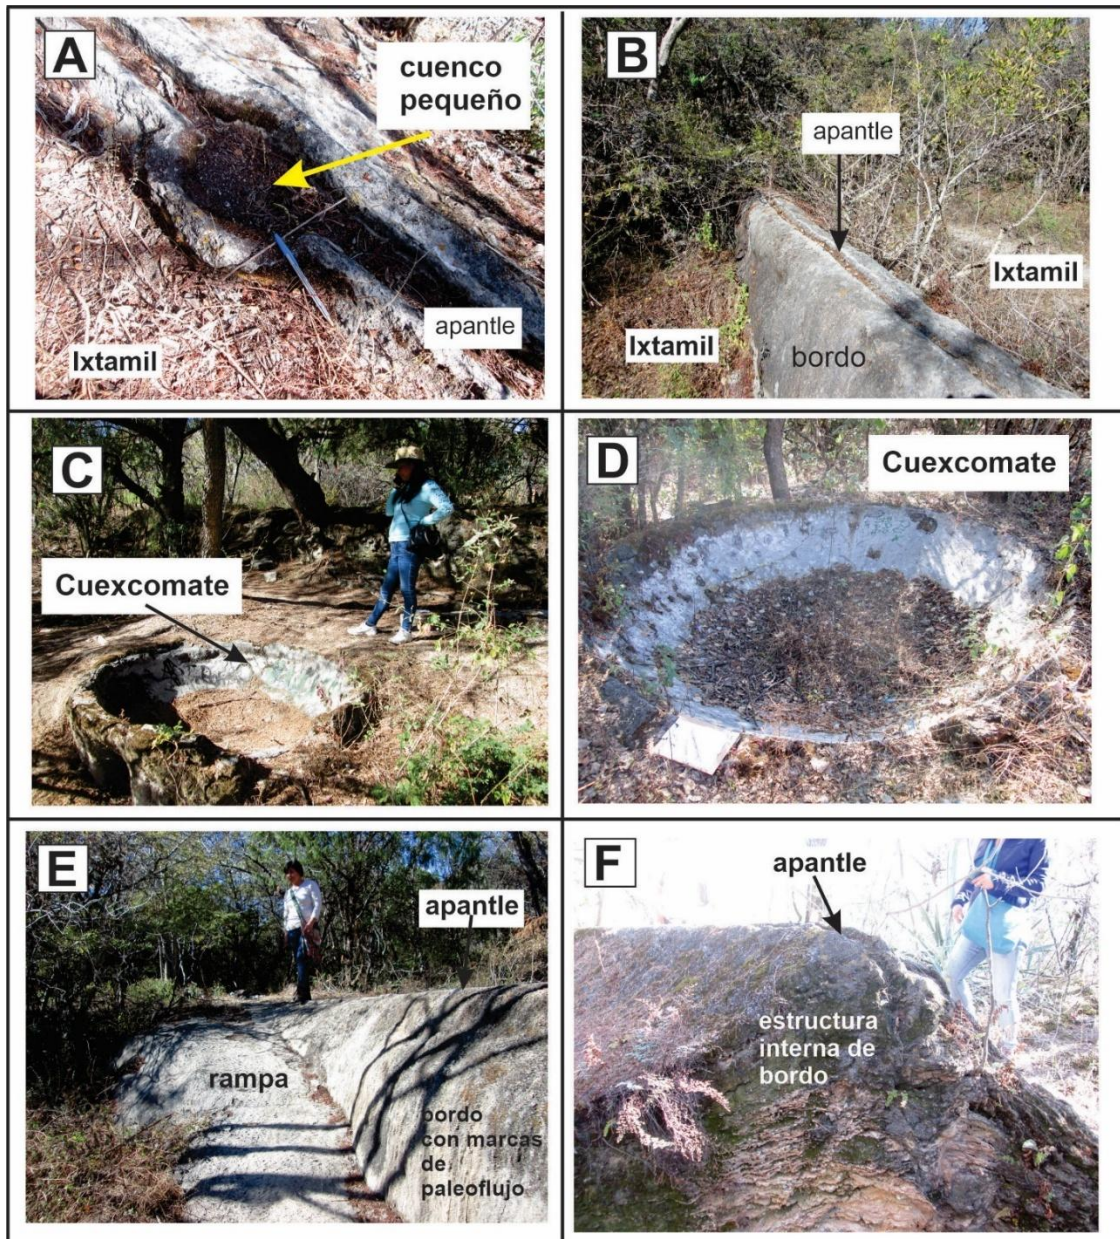 A
cuenco
pequeño
Ixtamil
apantle
B
apantle
Ixtamil
Ixtamil
bordo
C
Cuexcomate
D
Cuexcomate
E
apantle
rampa
bordo
con marcas
de
paleoflujo
F
apantle
estructura
interna de
bordo